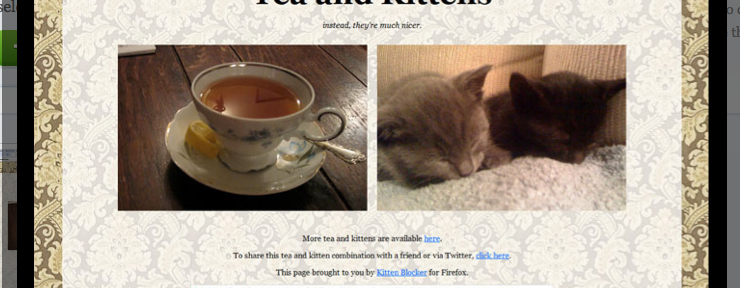 Tea and Kittens
instead, they're much nicer.
More tea and kittens are available here.
To share this tea and kitten combination with a friend or via Twitter, click here.
This page brought to you by Kitten Blocker for Firefox.